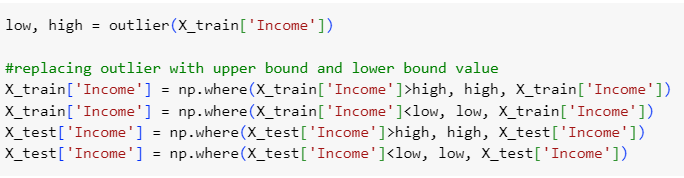 low, high = outlier(X_train['Income'])
#replacing outlier with upper bound and lower bound value
X_train['Income'] = np.where(X_train['Income']>high, high, X_train['Income'])
X_train['Income'] = np.where(X_train['Income']<low, low, X_train['Income'])
X_test['Income'] = np.where(X_test['Income']>high, high, X_test['Income'])
X_test['Income'] = np.where(X_test['Income']<low, low, X_test['Income'])